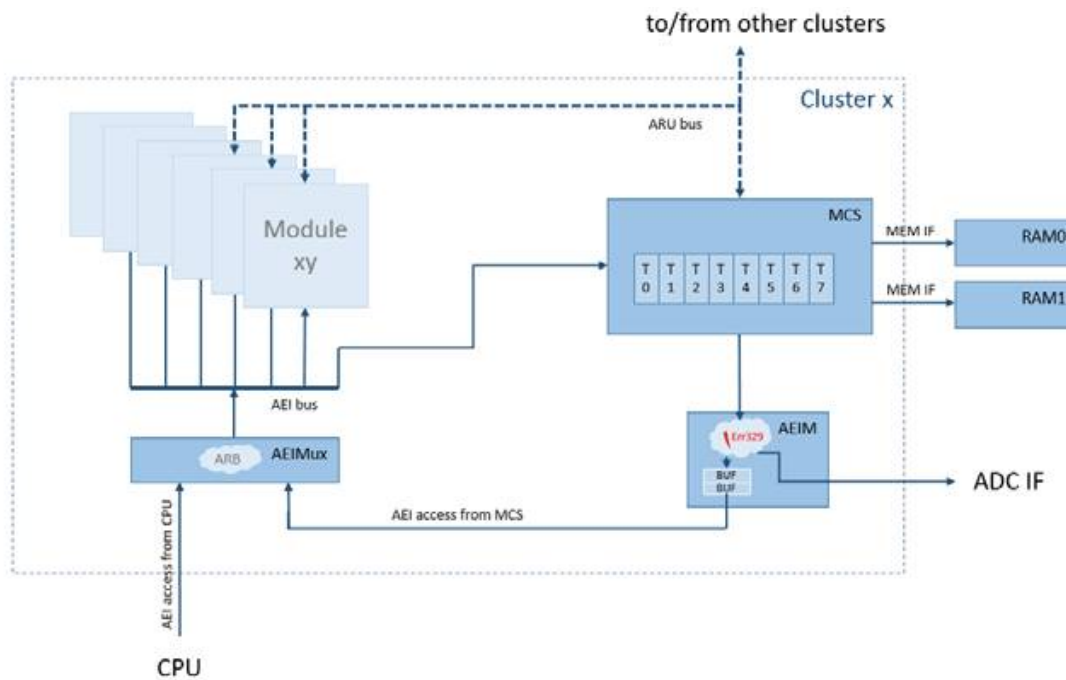 to/from other clusters
Cluster x
ARU bus
Module
xy
MCS
T T T T T T T T
0 1 2 3 4 5 6 7
MEM IF
RAM0
MEM IF
RAM1
AEI bus
AEIMux
ARB
AEIM
Err329
BUF
BUF
ADC IF
AEI access from MCS
AEI access from CPU
CPU